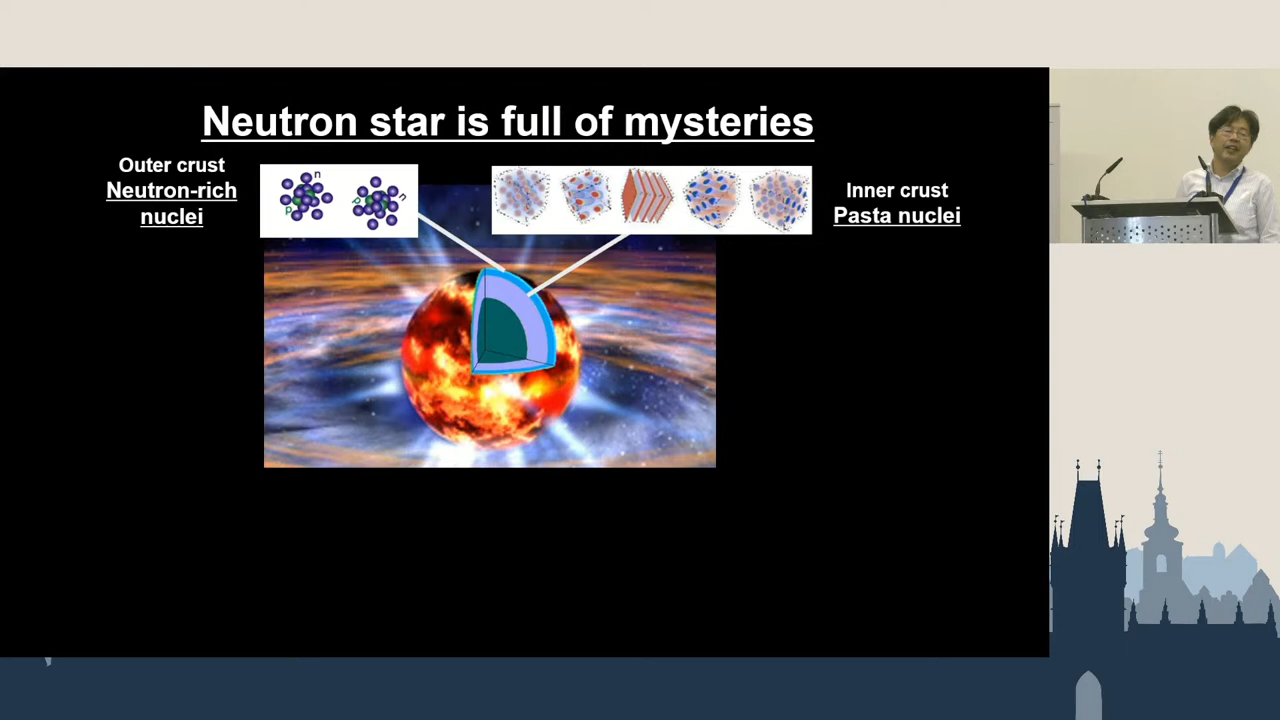 Neutron star is full of mysteries
Outer crust
Neutron-rich
nuclei
n
p
p
n
Inner crust
Pasta nuclei